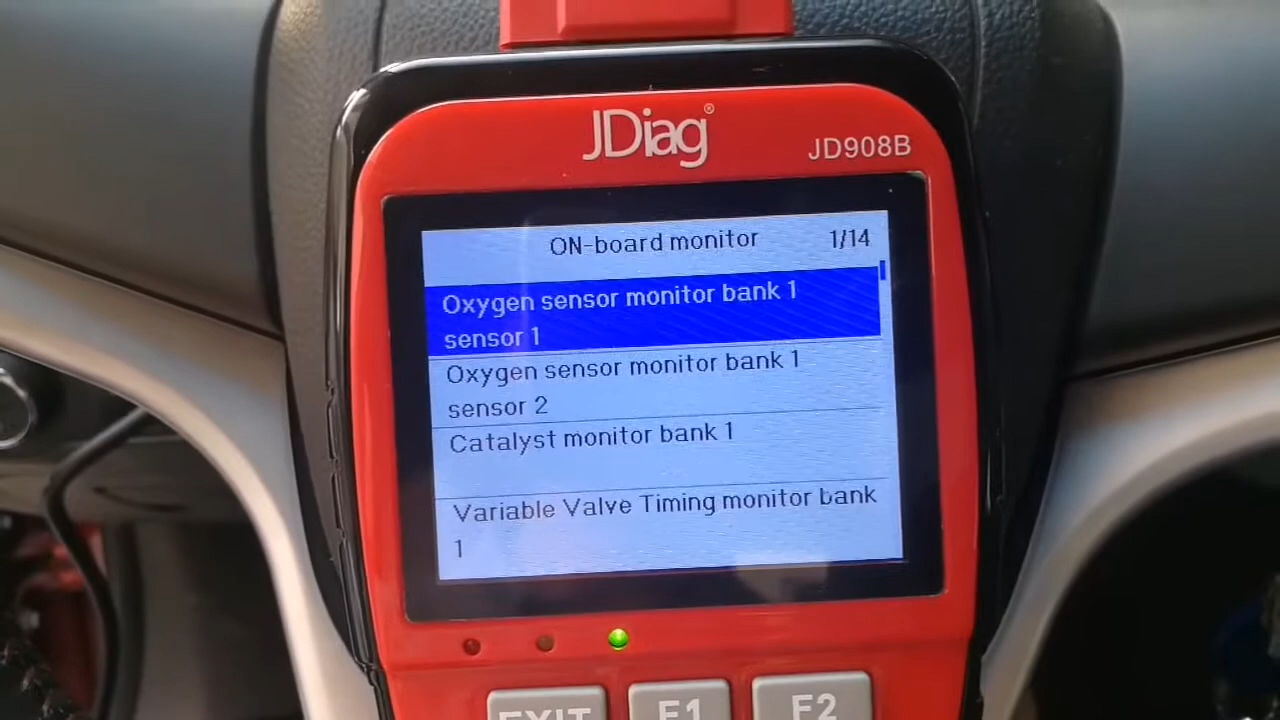 JDiag®
JD908B
ON-board monitor 1/14
Oxygen sensor monitor bank 1
sensor 1
Oxygen sensor monitor bank 1
sensor 2
Catalyst monitor bank 1
Variable Valve Timing monitor bank
1
EXIT F1 F2